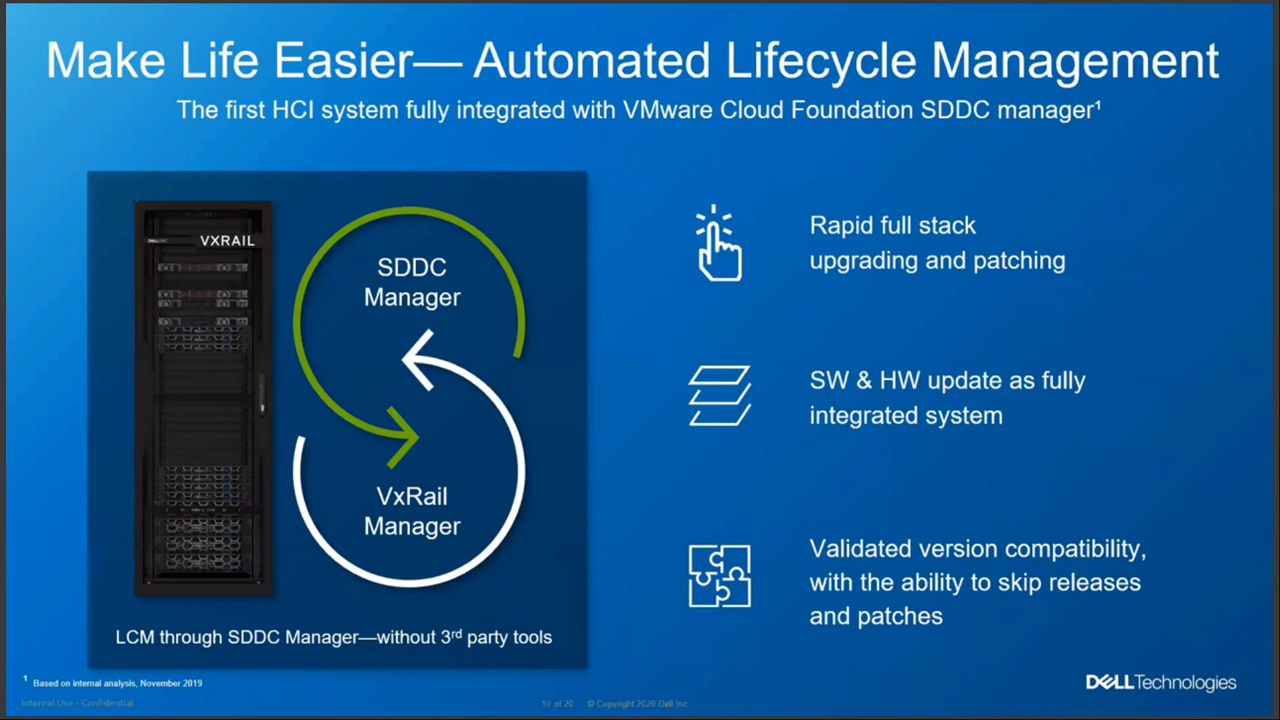 Make Life Easier— Automated Lifecycle Management
The first HCI system fully integrated with VMware Cloud Foundation SDDC manager¹
VXRAIL
SDDC
Manager
VxRail
Manager
LCM through SDDC Manager—without 3rd party tools
Rapid full stack
upgrading and patching
SW & HW update as fully
integrated system
Validated version compatibility,
with the ability to skip releases
and patches
¹ Based on internal analysis, November 2019
Internal Use - Confidential
10 of 20 © Copyright 2020 Dell Inc
DELLTechnologies